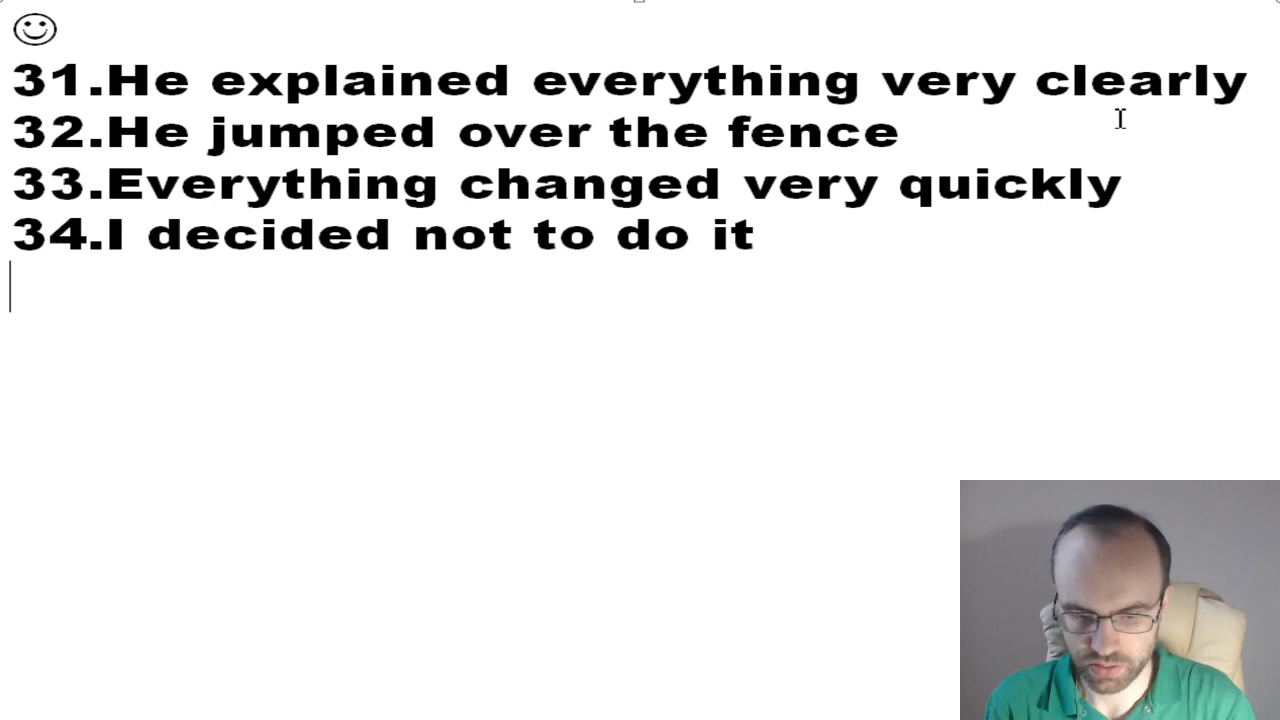 31.He explained everything very clearly
32.He jumped over the fence
33.Everything changed very quickly
34.I decided not to do it